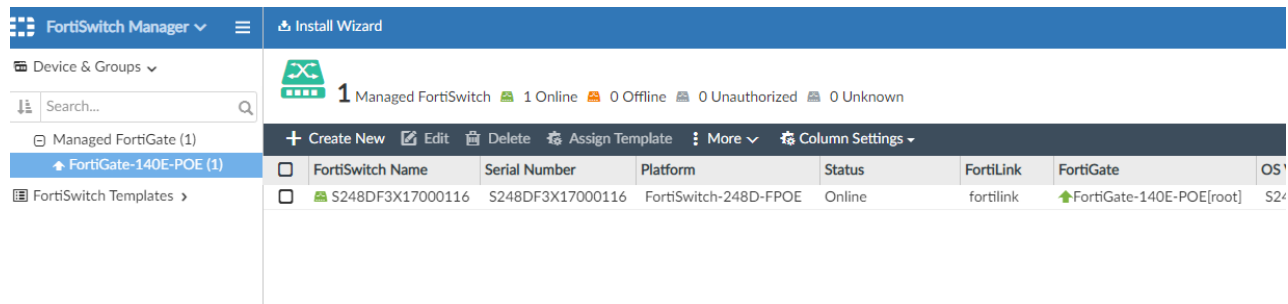 FortiSwitch Manager
Install Wizard
Device & Groups
Search...
Managed FortiGate (1)
FortiGate-140E-POE (1)
FortiSwitch Templates
1 Managed FortiSwitch 1 Online 0 Offline 0 Unauthorized 0 Unknown
Create New Edit Delete Assign Template More Column Settings
FortiSwitch Name Serial Number Platform Status FortiLink FortiGate OS
S248DF3X17000116 S248DF3X17000116 FortiSwitch-248D-FPOE Online fortilink FortiGate-140E-POE[root] S24